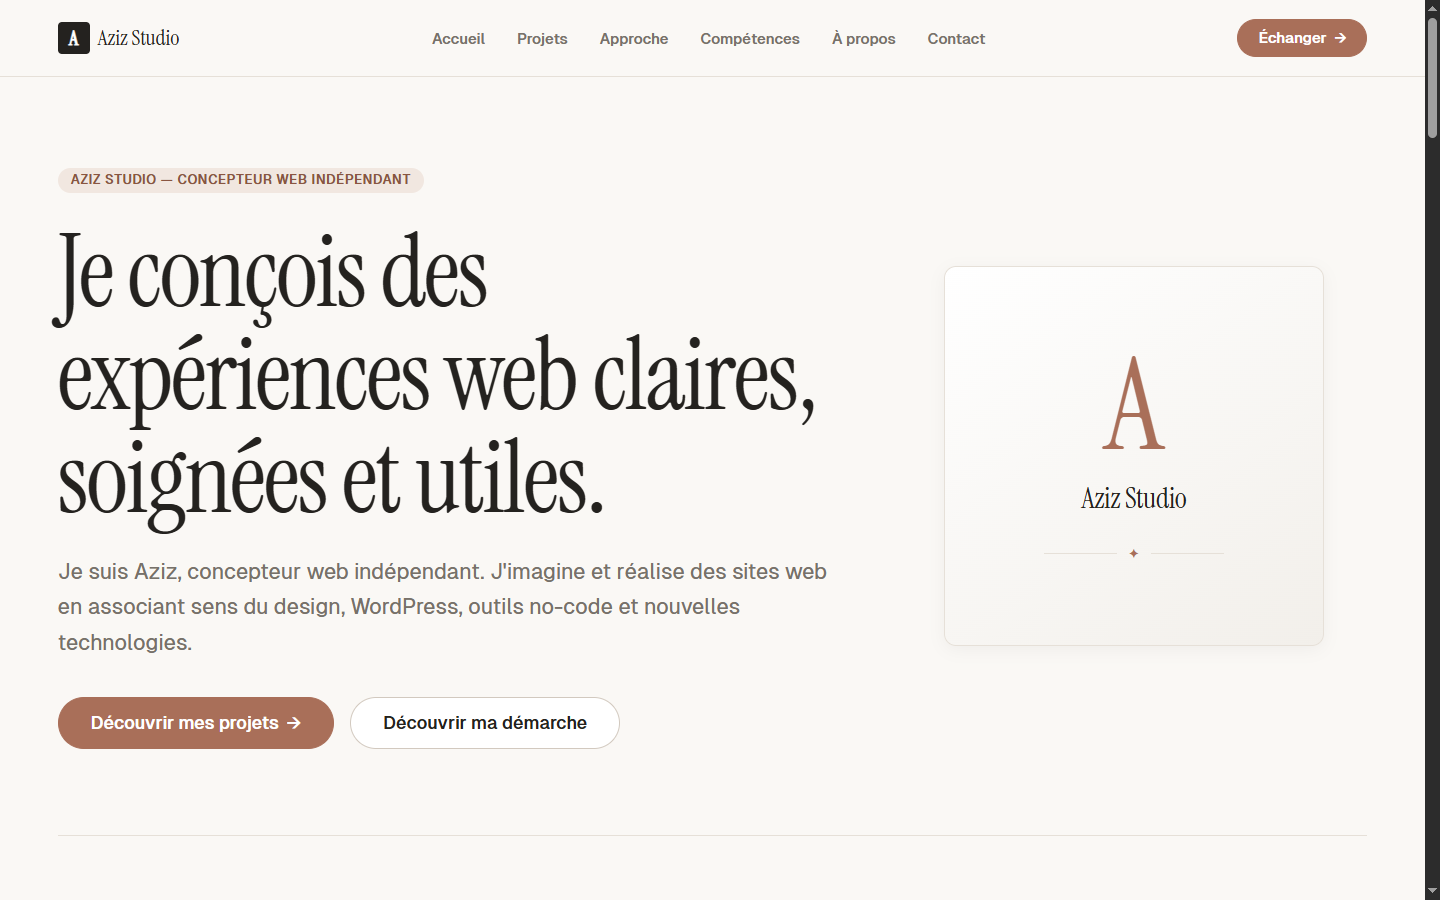 A Aziz Studio
Accueil Projets Approche Compétences À propos Contact
Échanger →
AZIZ STUDIO — CONCEPTEUR WEB INDÉPENDANT
Je conçois des
expériences web claires,
soignées et utiles.
Je suis Aziz, concepteur web indépendant. J'imagine et réalise des sites web
en associant sens du design, WordPress, outils no-code et nouvelles
technologies.
Découvrir mes projets →
Découvrir ma démarche
A
Aziz Studio